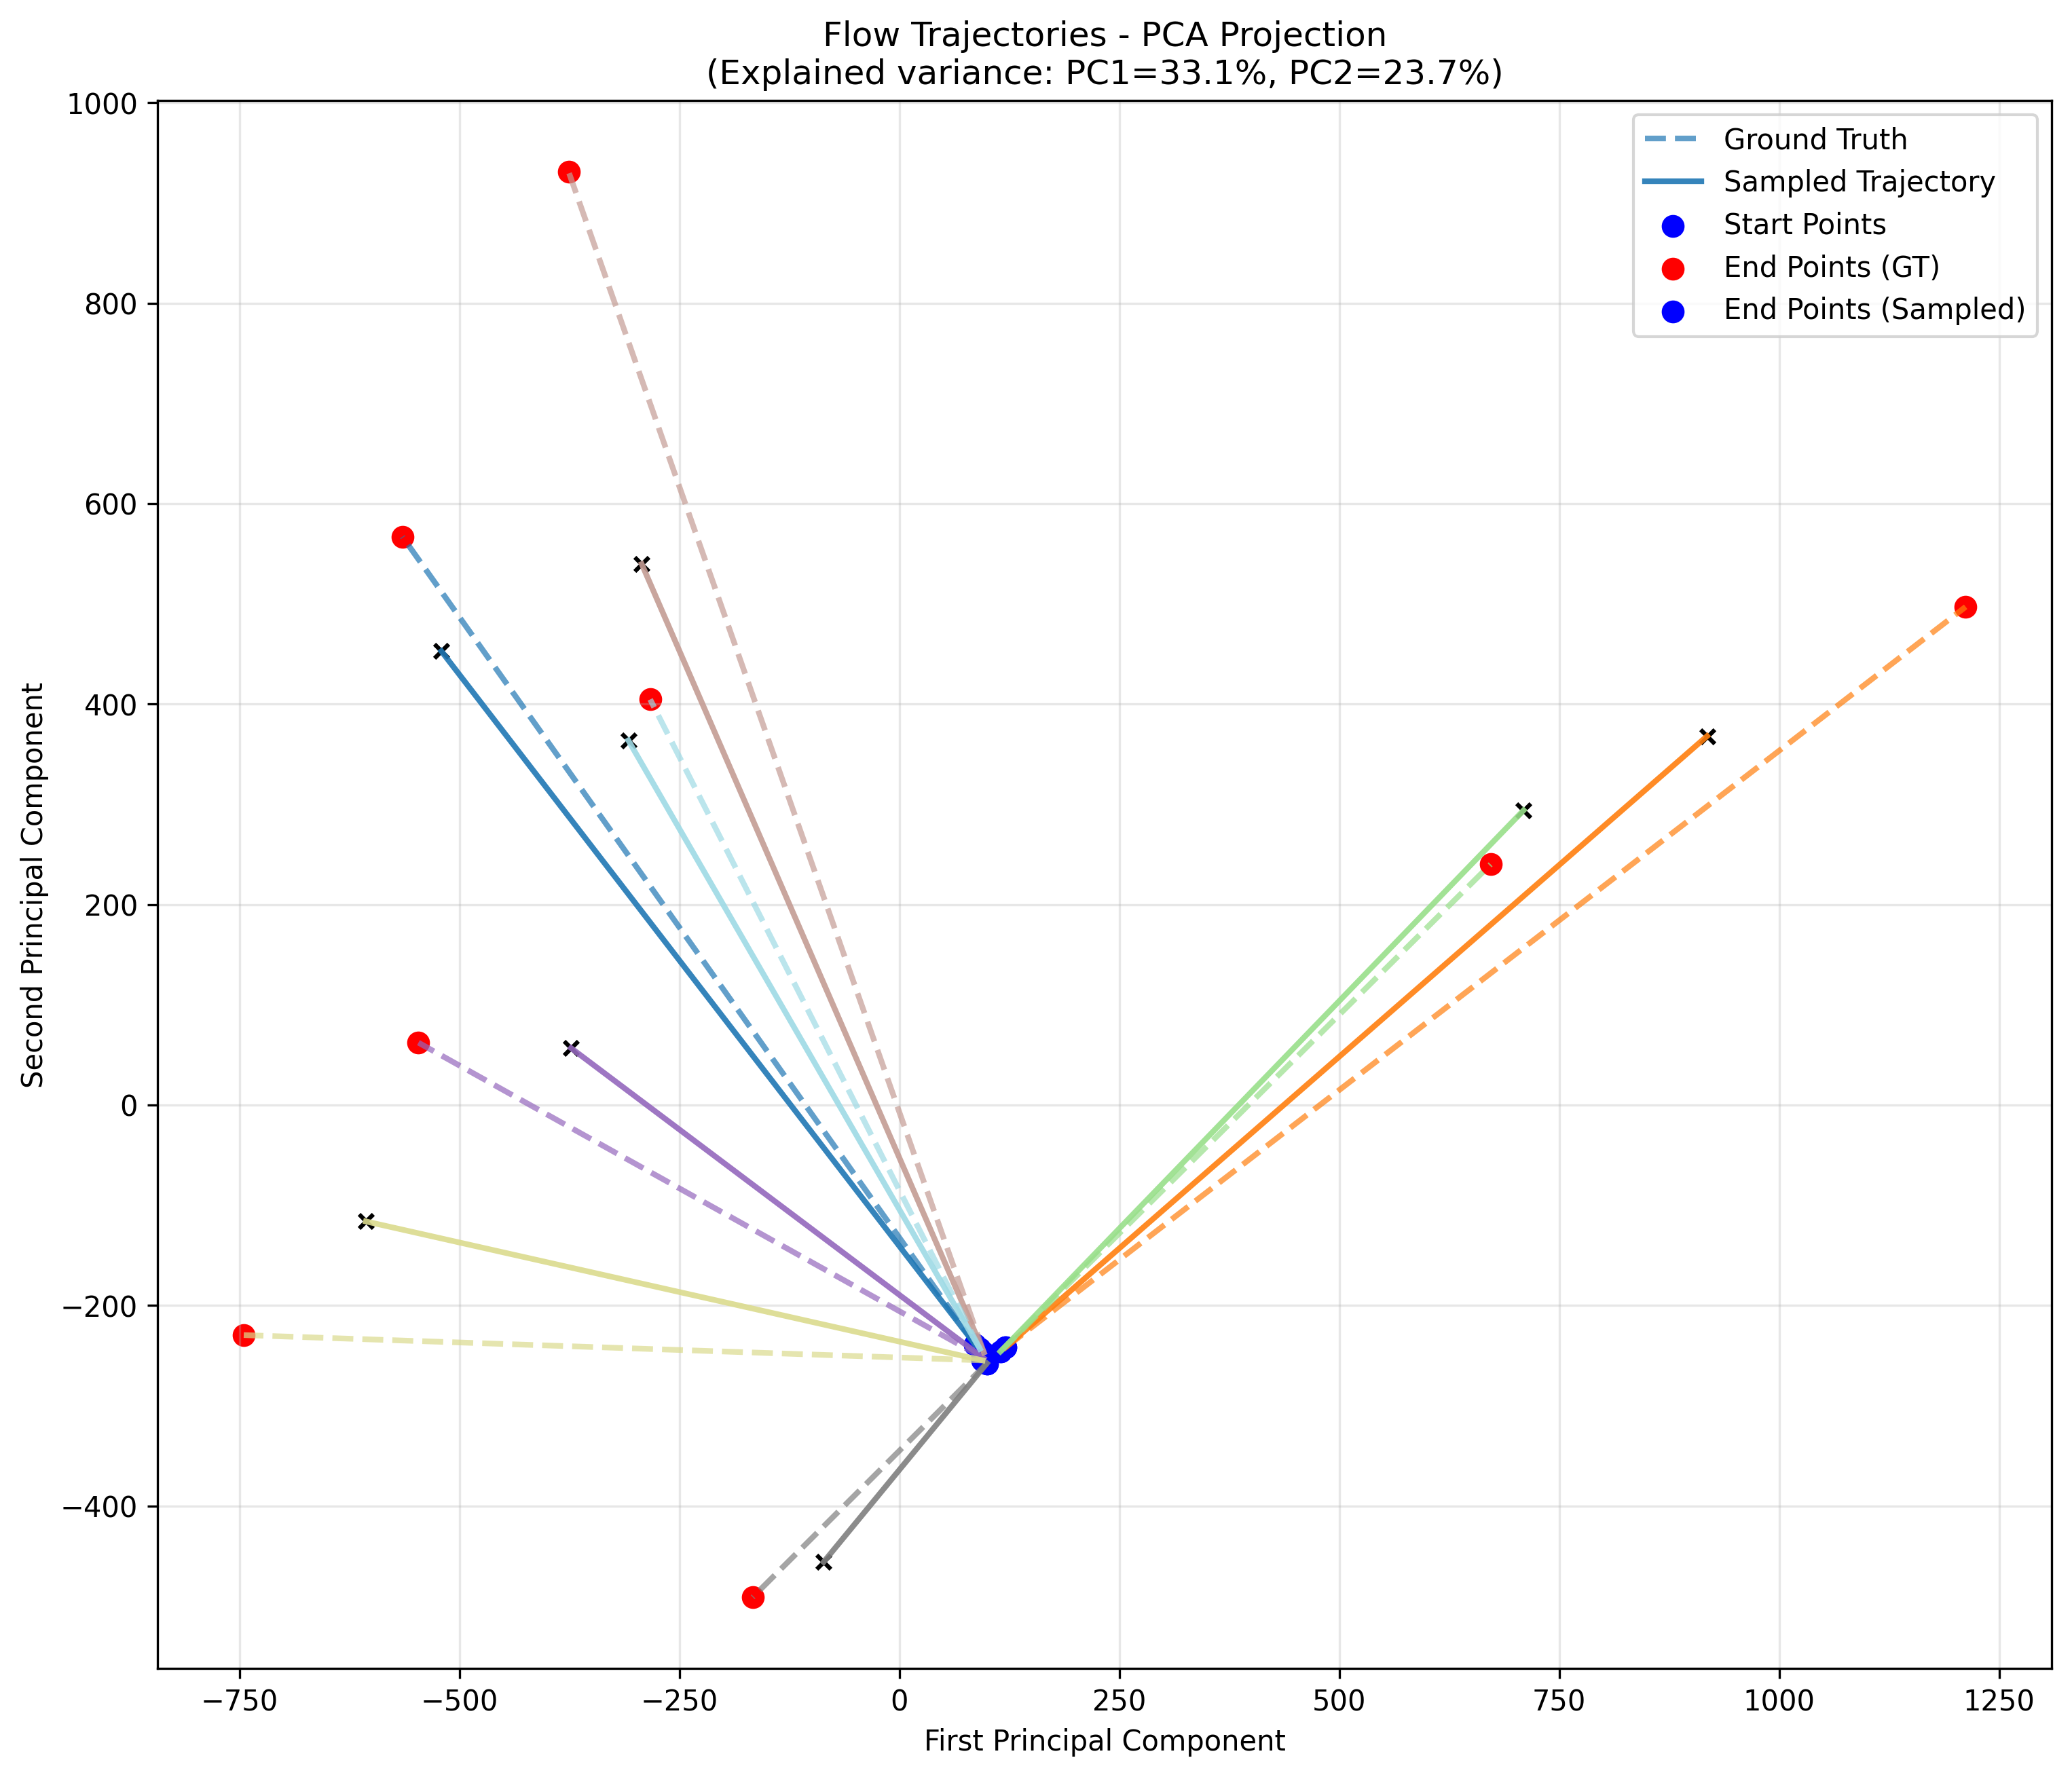 Flow Trajectories - PCA Projection
(Explained variance: PC1=33.1%, PC2=23.7%)
Ground Truth
Sampled Trajectory
Start Points
End Points (GT)
End Points (Sampled)
Second Principal Component
1000
800
600
400
200
0
−200
−400
−750
−500
−250
0
250
500
750
1000
1250
First Principal Component